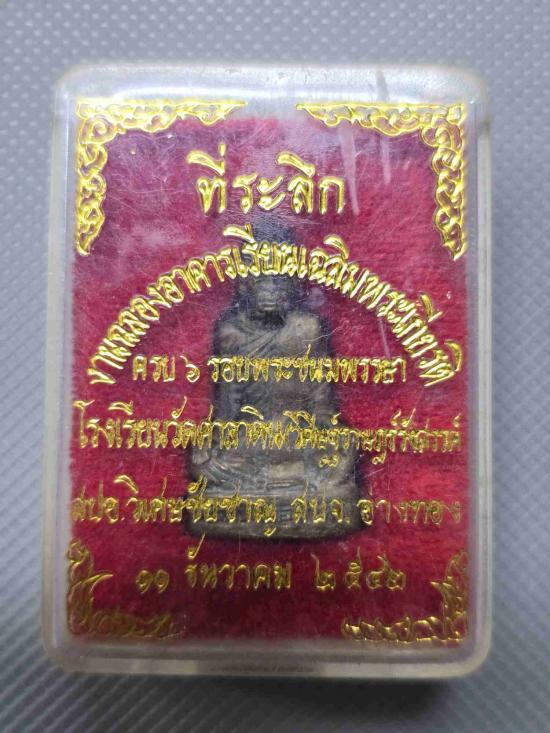 ที่ระลึก
งานฉลองอาคารเรียนเฉลิมพระเกียรติ
ครบ ๖ รอบพระชนมพรรษา
โรงเรียนวัดศาลาดิน
สปอ.วิเศษชัยชาญ สปจ.อ่างทอง
๑๑ ธันวาคม ๒๕๔๒